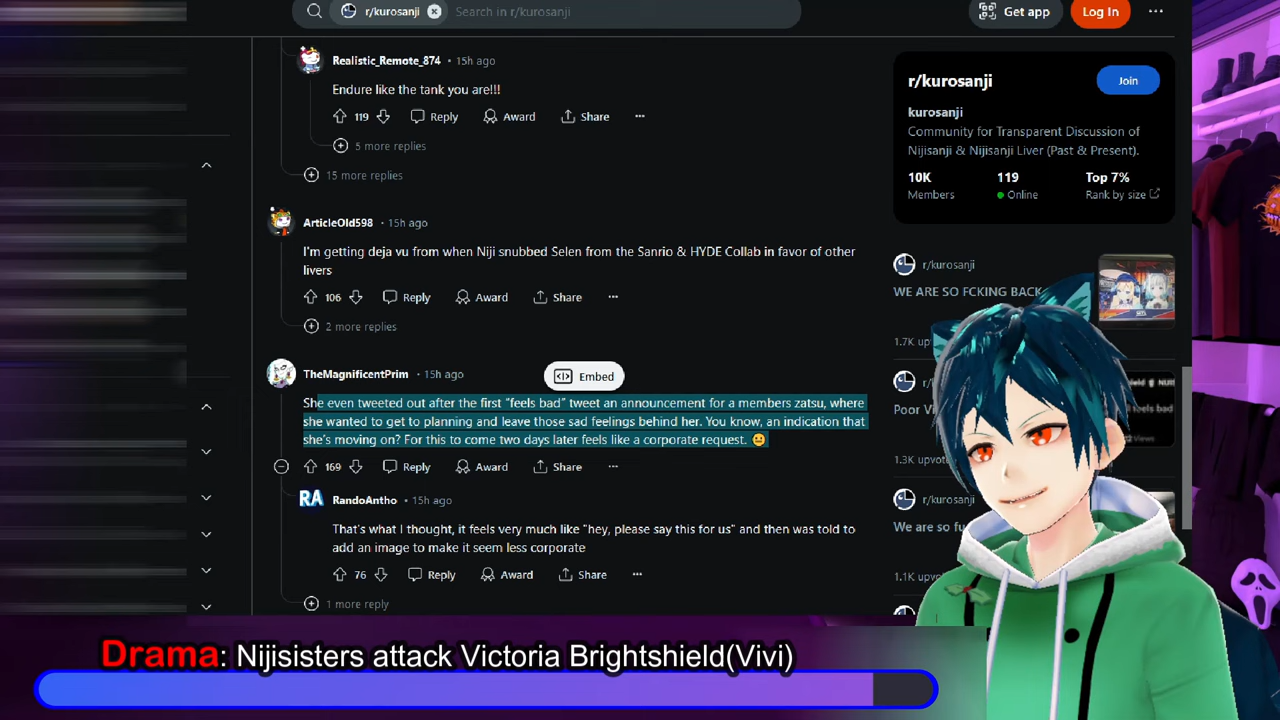 r/kurosanji
Search in r/kurosanji
Get app
Log In
Realistic_Remote_874 • 15h ago
Endure like the tank you are!!!
119
Reply
Award
Share
5 more replies
15 more replies
ArticleOld598 • 15h ago
I'm getting deja vu from when Niji snubbed Selen from the Sanrio & HYDE Collab in favor of other
livers
106
Reply
Award
Share
2 more replies
TheMagnificentPrim • 15h ago
Embed
She even tweeted out after the first "feels bad" tweet an announcement for a members zatsu, where
she wanted to get to planning and leave those sad feelings behind her. You know, an indication that
she's moving on? For this to come two days later feels like a corporate request.
169
Reply
Award
Share
RA
RandoAntho • 15h ago
That's what I thought, it feels very much like "hey, please say this for us" and then was told to
add an image to make it seem less corporate
76
Reply
Award
Share
1 more reply
r/kurosanji
Join
kurosanji
Community for Transparent Discussion of
Nijisanji & Nijisanji Liver (Past & Present).
10K
119
Top 7%
Members
Online
Rank by size
r/kurosanji
WE ARE SO FCKING BACK
1.7K
Poor
1.3K
We are so
1.1K
Drama: Nijisisters attack Victoria Brightshield(Vivi)